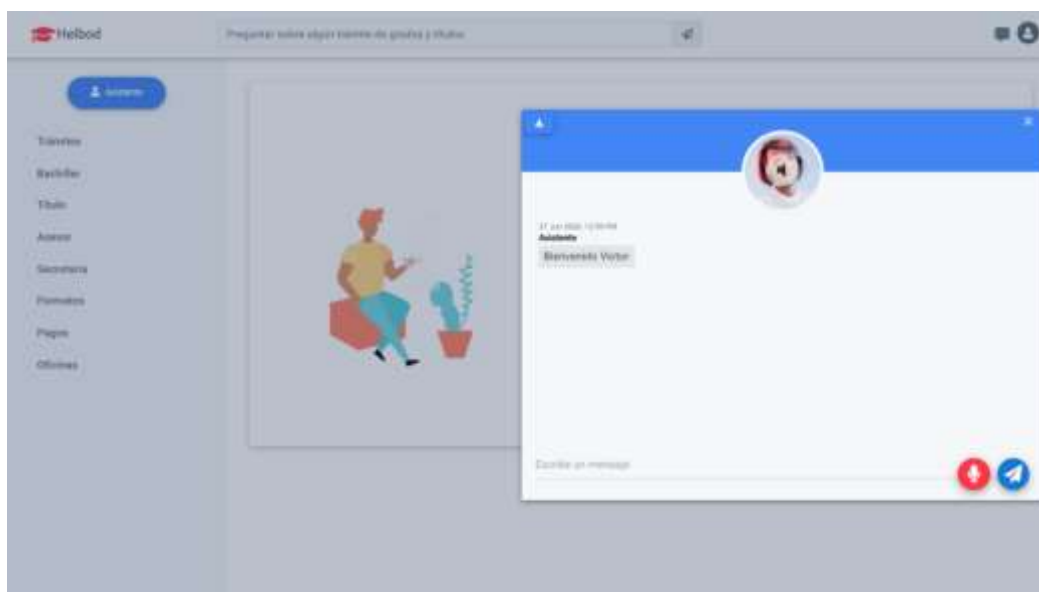 Helbod
Preguntar sobre algún trámite de grados y títulos
Asistente
Trámites
Bachiller
Título
Asesor
Secretaría
Formatos
Pagos
Oficinas
Asistente
Bienvenido Victor
Escribe un mensaje